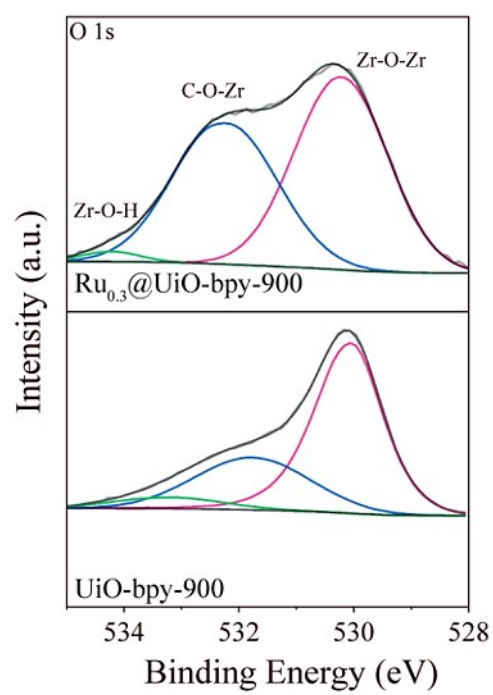 O 1s
Zr-O-Zr
C-O-Zr
Zr-O-H
Ru0.3@UiO-bpy-900
UiO-bpy-900
Intensity (a.u.)
534 532 530 528
Binding Energy (eV)